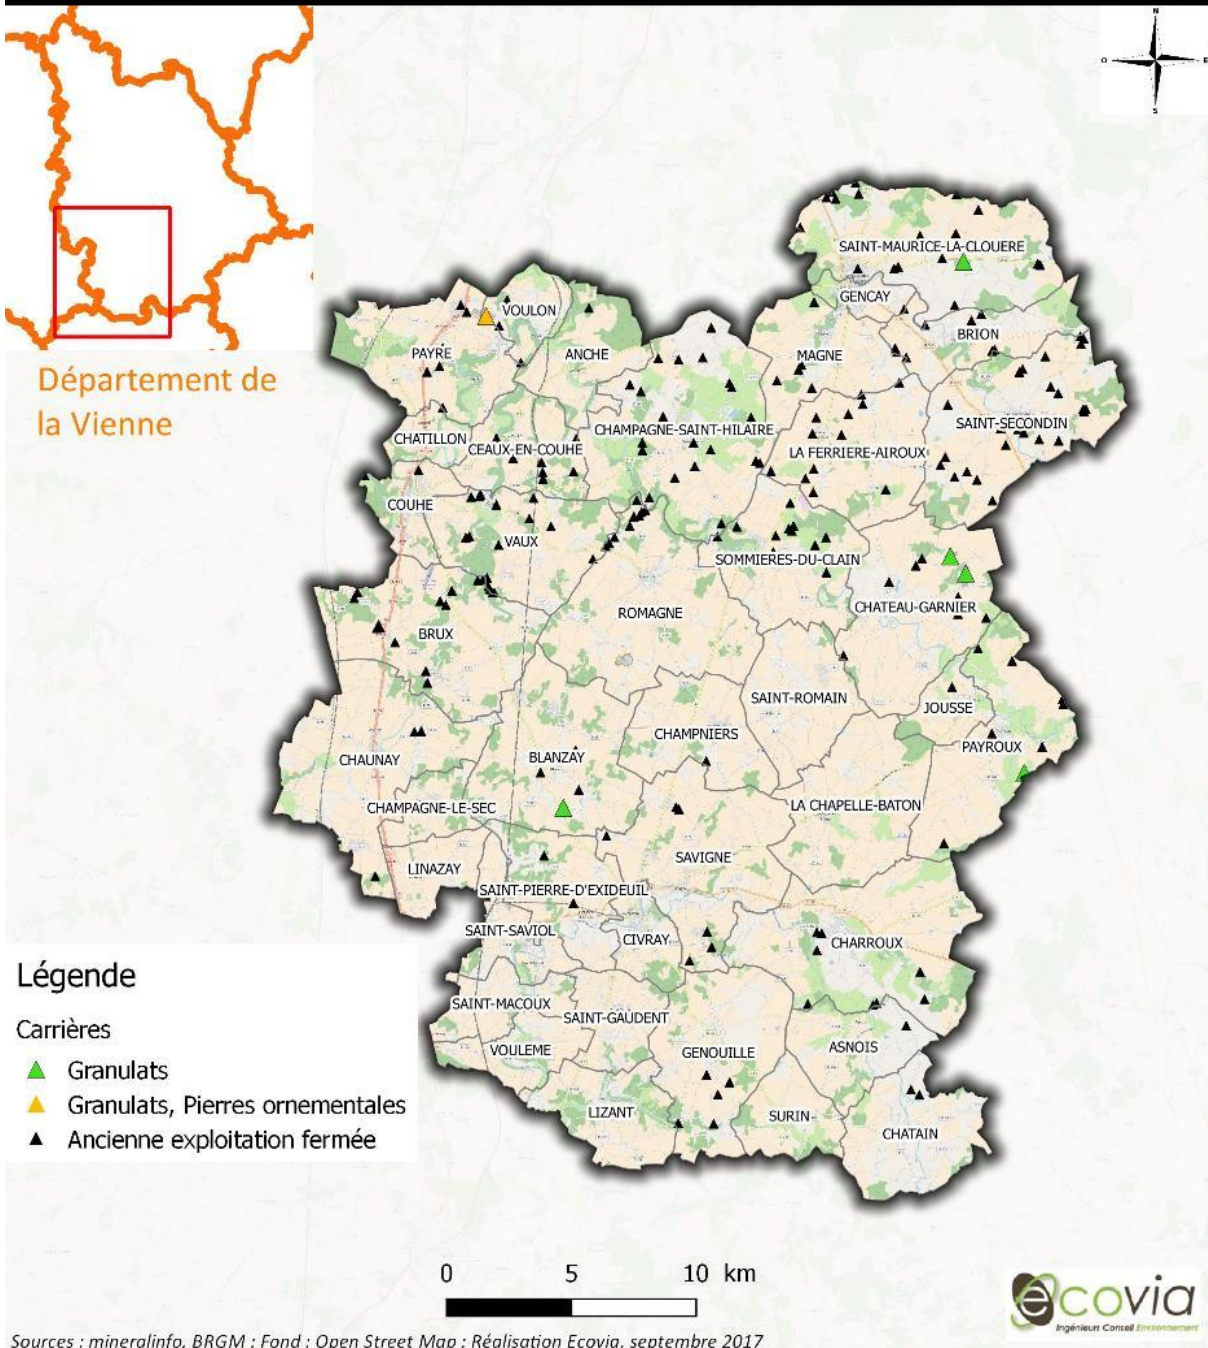 N
O
E
S
Département de
la Vienne
SAINT-MAURICE-LA-CLOUERE
GENCAY
VOULON
BRION
PAYRE
ANCHE
MAGNE
CHATILLON
CEAUX-EN-COUHE
CHAMPAGNE-SAINT-HILAIRE
SAINT-SECONDIN
LA FERRIERE-AIROUX
COUHE
VAUX
SOMMIERES-DU-CLAIN
ROMAGNE
CHATEAU-GARNIER
BRUX
SAINT-ROMAIN
JOUSSE
CHAMPNIERS
PAYROUX
CHAUNAY
BLANZAY
CHAMPAGNE-LE-SEC
LA CHAPELLE-BATON
LINAZAY
SAVIGNE
SAINT-PIERRE-D'EXIDEUIL
SAINT-SAVIOL
CIVRAY
CHARROUX
SAINT-MACOUX
SAINT-GAUDENT
VOULEME
GENOUILLE
ASNOIS
LIZANT
SURIN
CHATAIN
Légende
Carrières
Granulats
Granulats, Pierres ornementales
Ancienne exploitation fermée
0 5 10 km
ecovia
Ingénieurs Conseil Environnement
Sources : mineralinfo, BRGM ; Fond : Open Street Map ; Réalisation Ecovia, septembre 2017